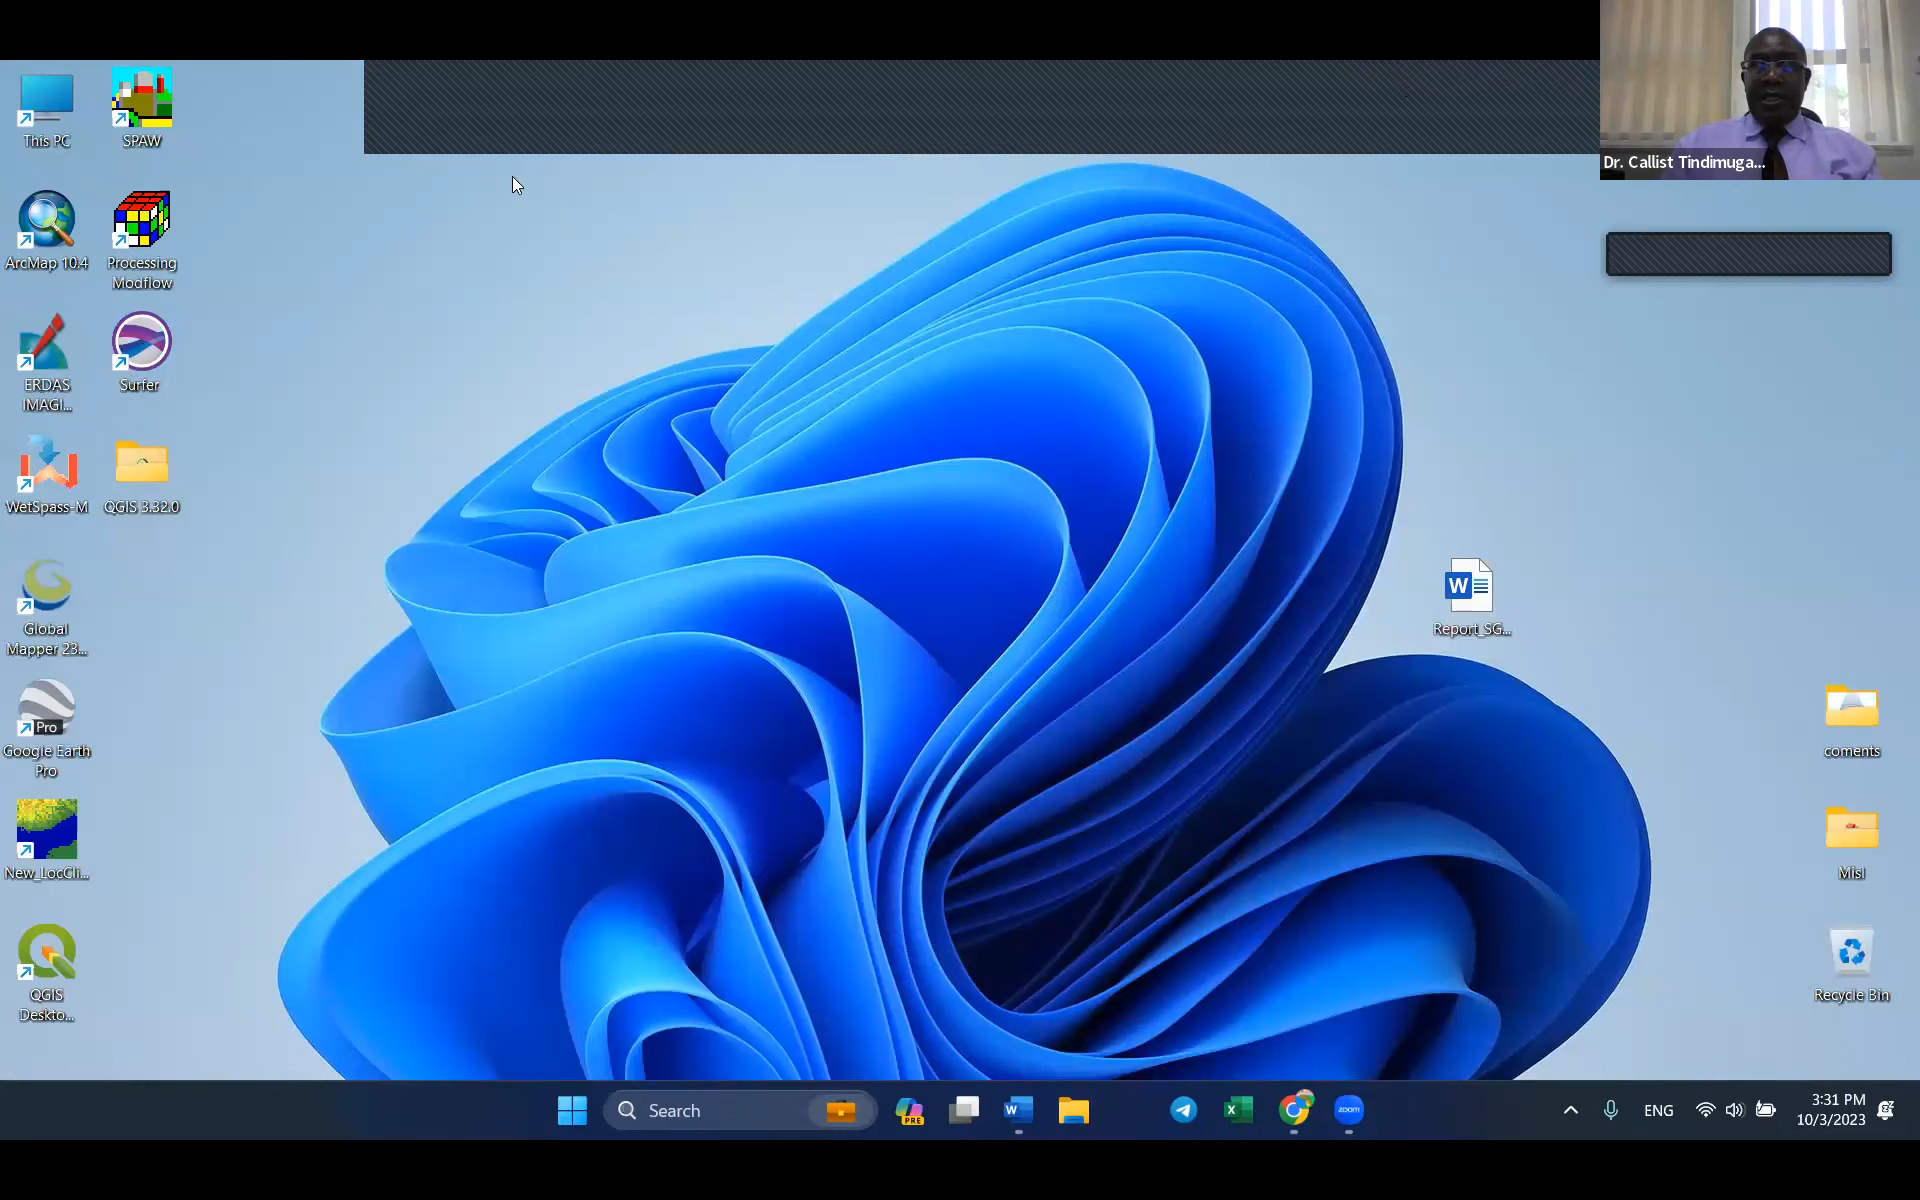 This PC
SPAW
Dr. Callist Tindimuga...
ArcMap 10.4
Processing
Modflow
ERDAS
IMAGI...
Surfer
WetSpass-M
QGIS 3.32.0
Global
Mapper 23...
Report_SG...
Pro
Google Earth
Pro
coments
New_LocCli...
Misl
QGIS
Deskto...
Recycle Bin
Search
PRE
W
X
zoom
ENG
3:31 PM
10/3/2023